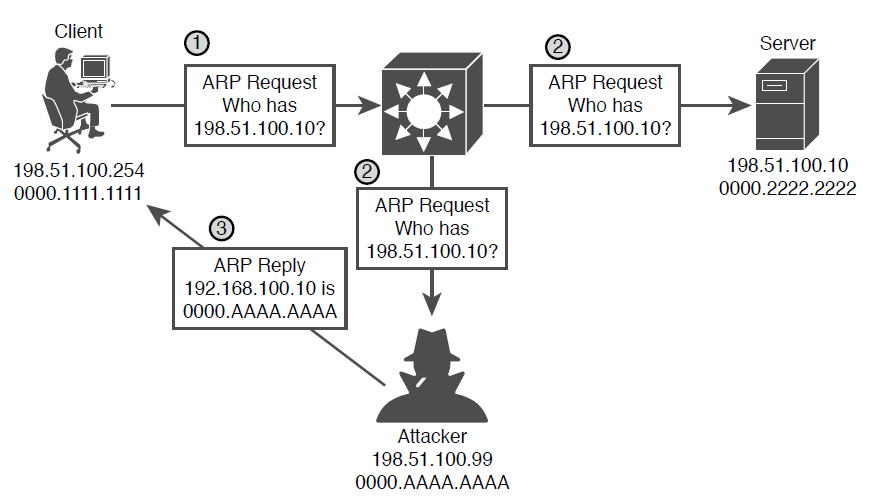 Client
1
ARP Request
Who has
198.51.100.10?
2
ARP Request
Who has
198.51.100.10?
Server
198.51.100.254
0000.1111.1111
198.51.100.10
0000.2222.2222
2
ARP Request
Who has
198.51.100.10?
3
ARP Reply
192.168.100.10 is
0000.AAAA.AAAA
Attacker
198.51.100.99
0000.AAAA.AAAA